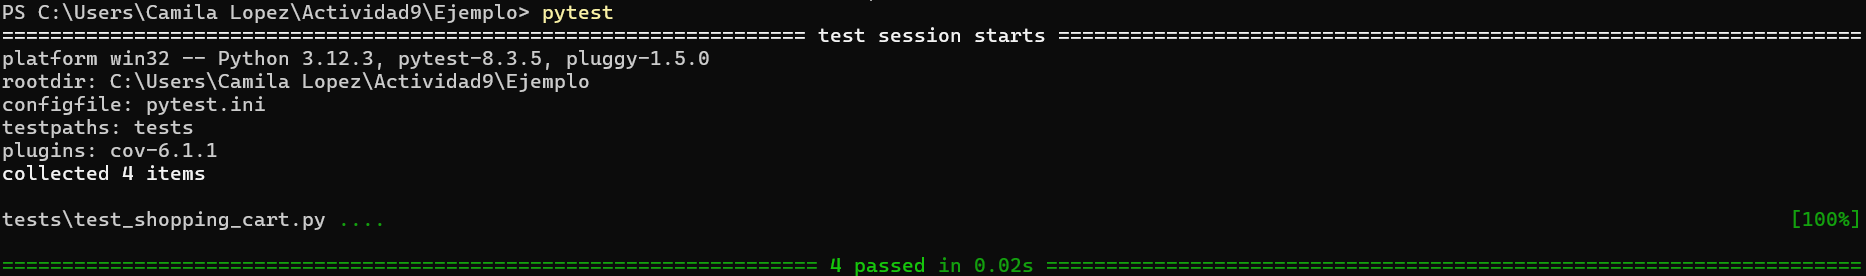 PS C:\Users\Camila Lopez\Actividad9\Ejemplo> pytest
=================================================================== test session starts ===================================================================
platform win32 -- Python 3.12.3, pytest-8.3.5, pluggy-1.5.0
rootdir: C:\Users\Camila Lopez\Actividad9\Ejemplo
configfile: pytest.ini
testpaths: tests
plugins: cov-6.1.1
collected 4 items
tests\test_shopping_cart.py .... [100%]
==================================================================== 4 passed in 0.02s ====================================================================